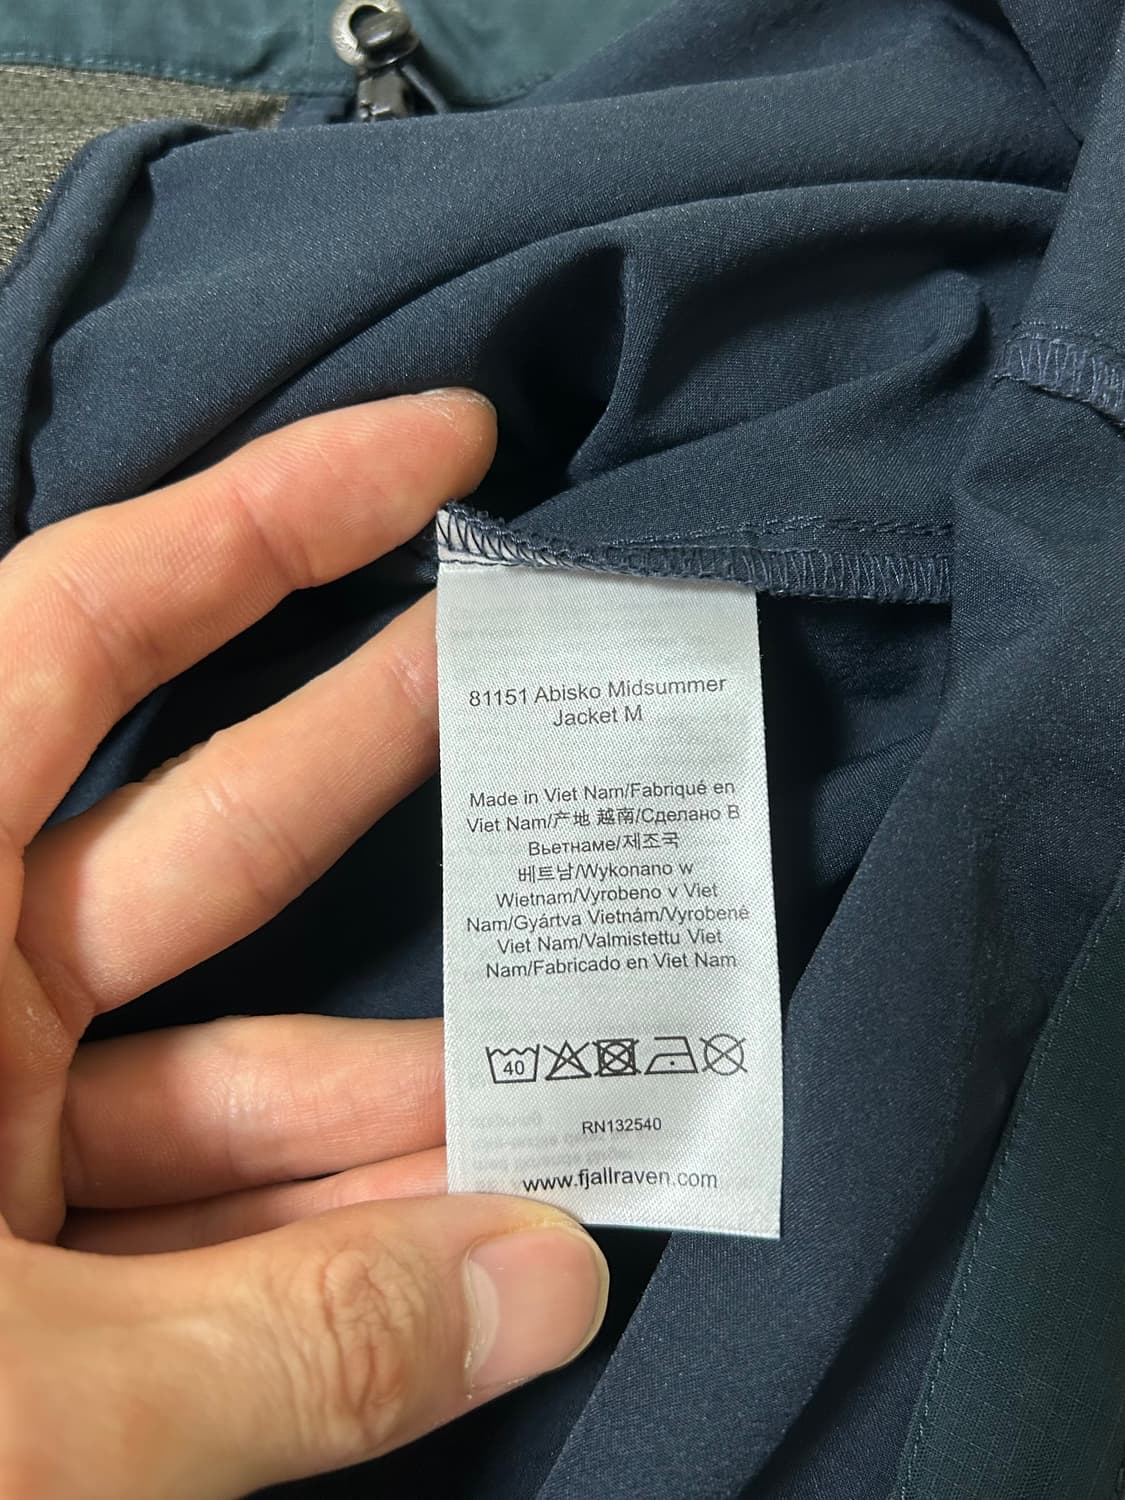 81151 Abisko Midsummer
Jacket M
Made in Viet Nam/Fabriqué en
Viet Nam/产地 越南/Сделано В
Вьетнаме/제조국
베트남/Wykonano w
Wietnam/Vyrobeno v Viet
Nam/Gyártva Vietnám/Vyrobené
Viet Nam/Valmistettu Viet
Nam/Fabricado en Viet Nam
40
RN132540
www.fjallraven.com